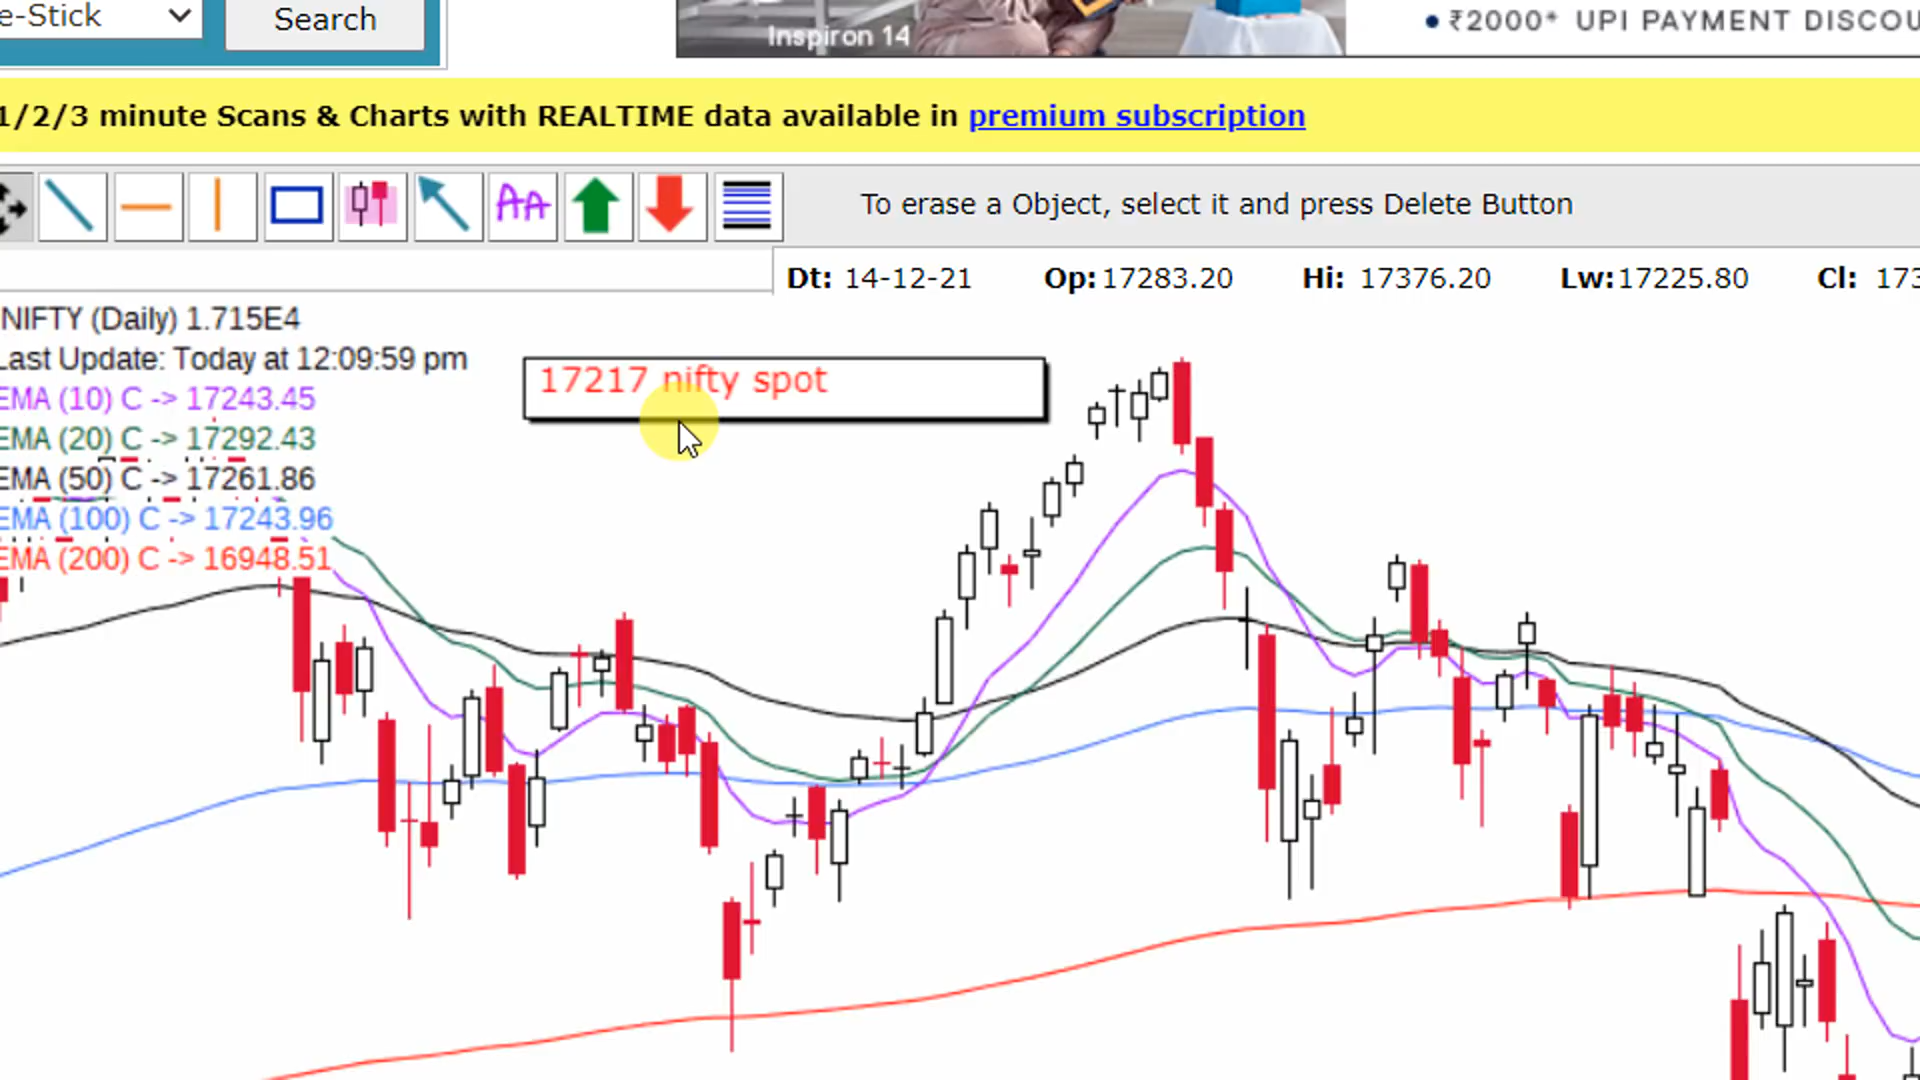 e-Stick
Search
Inspiron 14
₹2000* UPI PAYMENT DISCOU
1/2/3 minute Scans & Charts with REALTIME data available in premium subscription
AA
To erase a Object, select it and press Delete Button
Dt: 14-12-21 Op: 17283.20 Hi: 17376.20 Lw: 17225.80 Cl: 173
NIFTY (Daily) 1.715E4
Last Update: Today at 12:09:59 pm
17217 nifty spot
EMA (10) C -> 17243.45
EMA (20) C -> 17292.43
EMA (50) C -> 17261.86
EMA (100) C -> 17243.96
EMA (200) C -> 16948.51